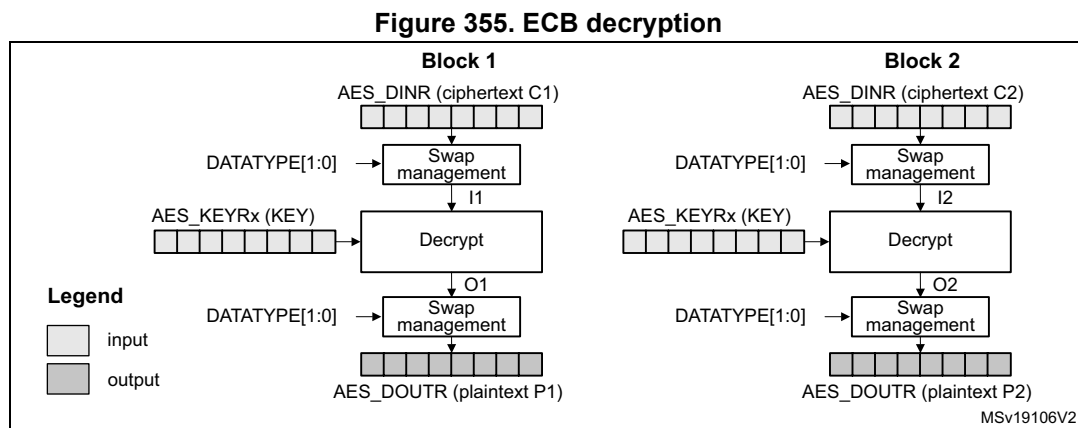 Figure 355. ECB decryption
Block 1
Block 2
AES_DINR (ciphertext C1)
AES_DINR (ciphertext C2)
DATATYPE[1:0]
Swap
management
DATATYPE[1:0]
Swap
management
I1
I2
AES_KEYRx (KEY)
Decrypt
AES_KEYRx (KEY)
Decrypt
O1
O2
Legend
input
output
DATATYPE[1:0]
Swap
management
DATATYPE[1:0]
Swap
management
AES_DOUTR (plaintext P1)
AES_DOUTR (plaintext P2)
MSv19106V2